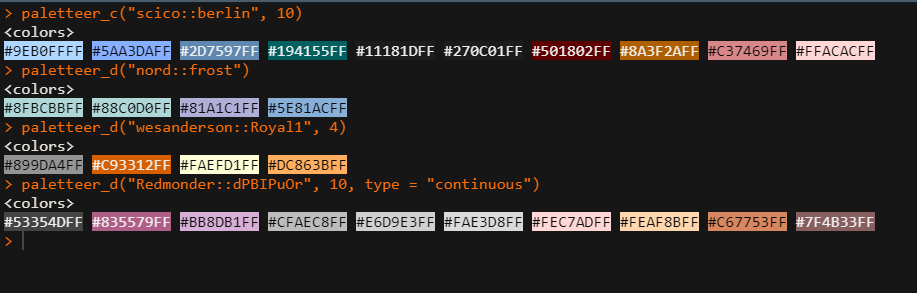 > paletteer_c("scico::berlin", 10)
<colors>
#9EB0FFFF #5AA3DAFF #2D7597FF #194155FF #11181DFF #270C01FF #501802FF #8A3F2AFF #C37469FF #FFACACFF
> paletteer_d("nord::frost")
<colors>
#8FBCBBFF #88C0D0FF #81A1C1FF #5E81ACFF
> paletteer_d("wesanderson::Royal1", 4)
<colors>
#899DA4FF #C93312FF #FAEFD1FF #DC863BFF
> paletteer_d("Redmonder::dPBIPuOr", 10, type = "continuous")
<colors>
#53354DFF #835579FF #BB8DB1FF #CFAEC8FF #E6D9E3FF #FAE3D8FF #FEC7ADFF #FEAF8BFF #C67753FF #7F4B33FF
>